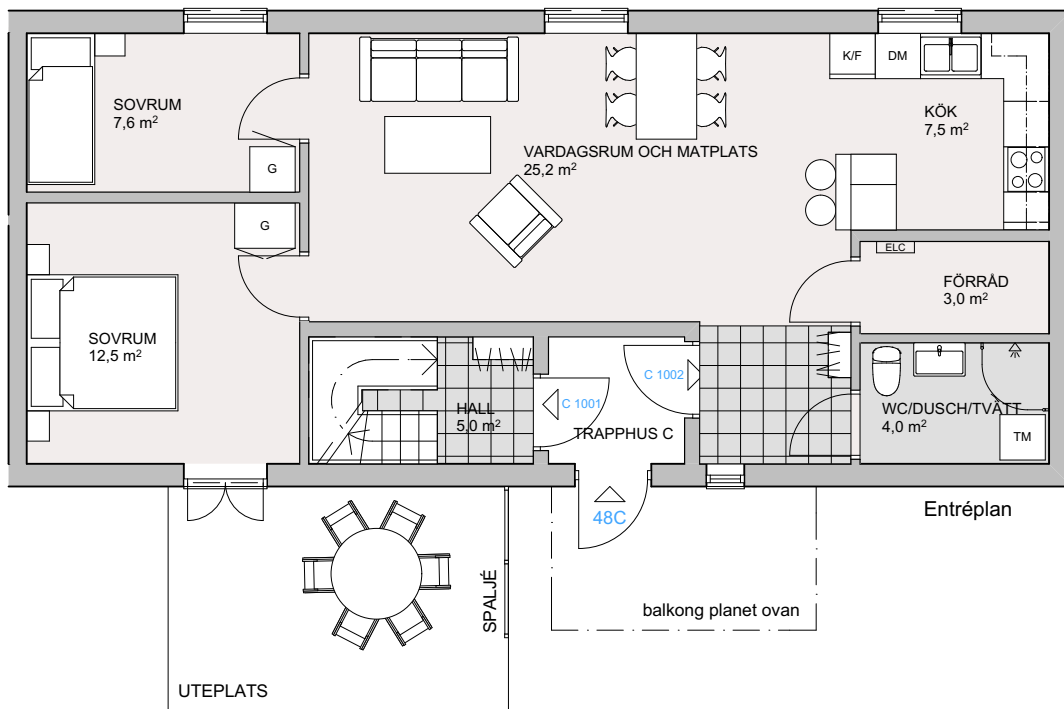 K/F
DM
SOVRUM
7,6 m²
KÖK
7,5 m²
VARDAGSRUM OCH MATPLATS
25,2 m²
G
G
ELC
FÖRRÅD
3,0 m²
SOVRUM
12,5 m²
C 1002
C 1001
HALL
5,0 m²
WC/DUSCH/TVÄTT
4,0 m²
TRAPPHUS C
TM
48C
Entréplan
SPALJÉ
balkong planet ovan
UTEPLATS